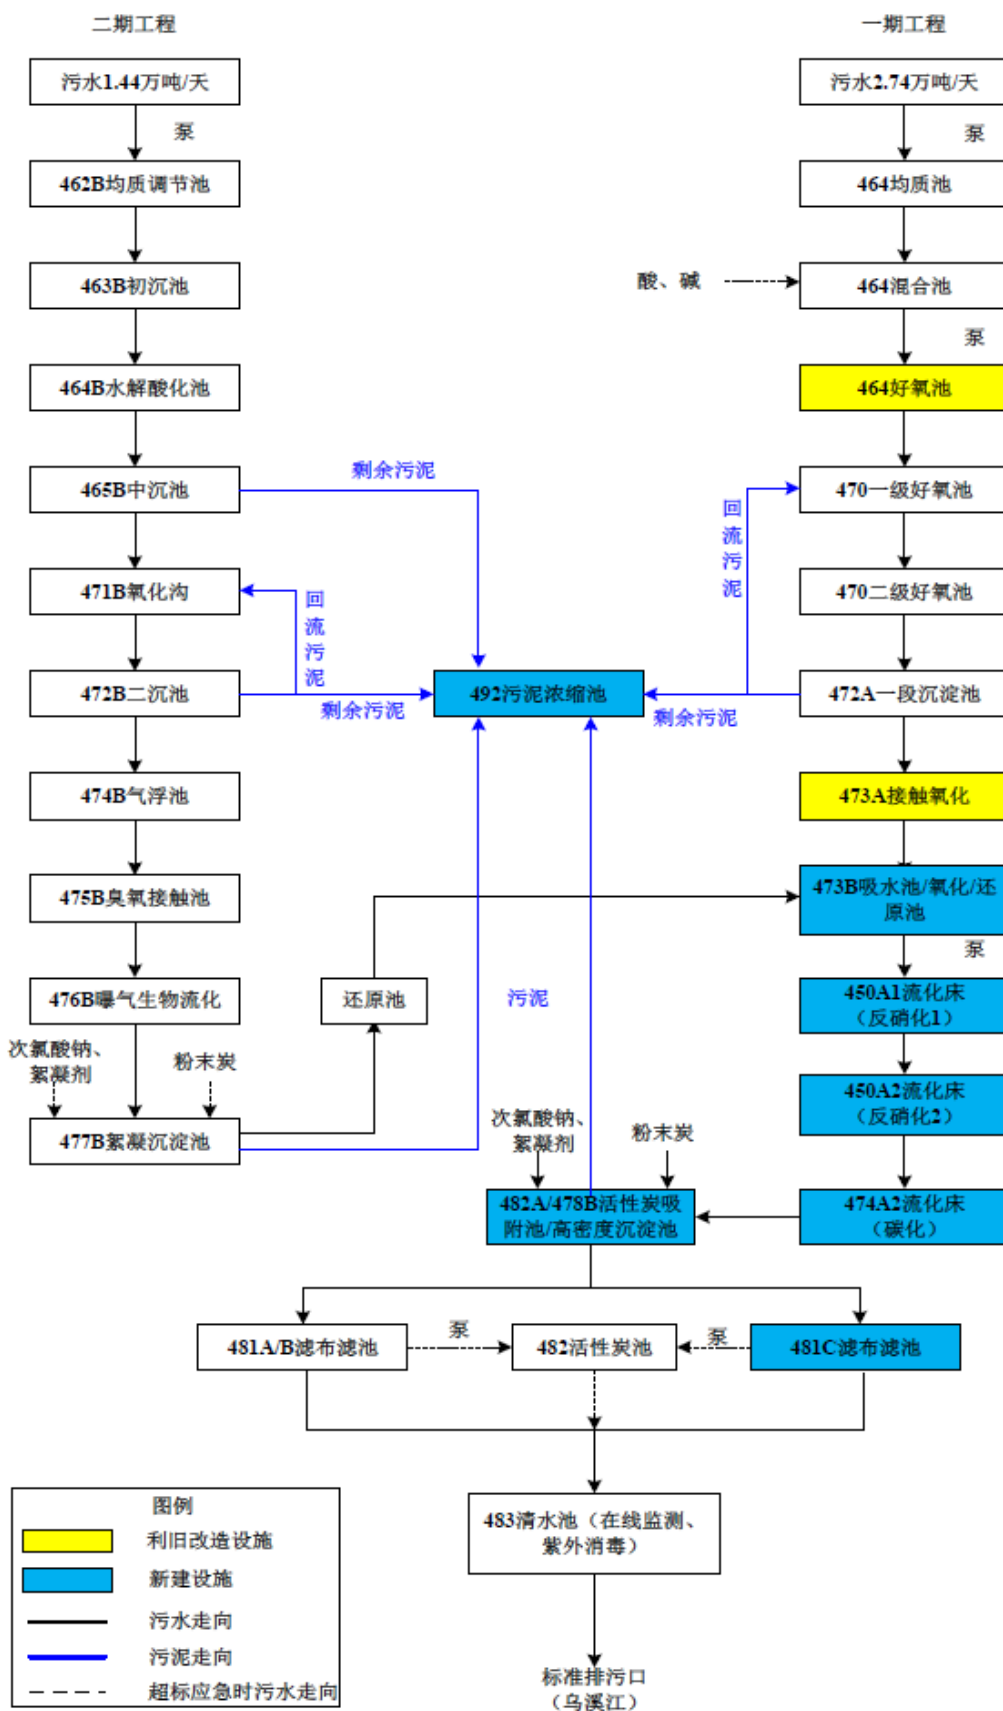 二期工程
一期工程
污水1.44万吨/天
污水2.74万吨/天
泵
泵
462B均质调节池
464均质池
463B初沉池
酸、碱
464混合池
泵
464B水解酸化池
464好氧池
剩余污泥
465B中沉池
470一级好氧池
回流污泥
471B氧化沟
回流污泥
470二级好氧池
472B二沉池
492污泥浓缩池
472A一段沉淀池
剩余污泥
剩余污泥
474B气浮池
473A接触氧化
475B臭氧接触池
473B吸水池/氧化/还
原池
泵
476B曝气生物流化
还原池
污泥
450A1流化床
（反硝化1）
次氯酸钠、
絮凝剂
粉末炭
450A2流化床
（反硝化2）
477B絮凝沉淀池
次氯酸钠、
絮凝剂
粉末炭
482A/478B活性炭吸
附池/高密度沉淀池
474A2流化床
（碳化）
481A/B滤布滤池
泵
482活性炭池
泵
481C滤布滤池
483清水池（在线监测、
紫外消毒）
图例
利旧改造设施
新建设施
污水走向
污泥走向
超标应急时污水走向
标准排污口
（乌溪江）